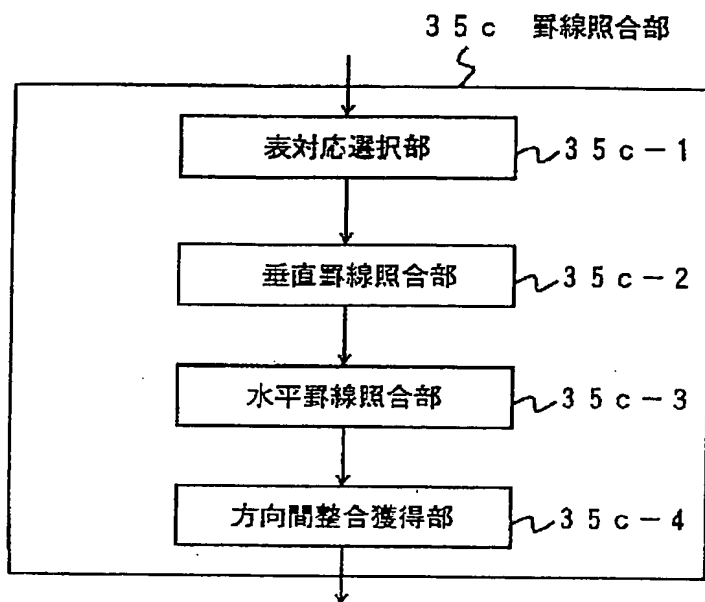 35c 罫線照合部
表対応選択部 35c-1
垂直罫線照合部 35c-2
水平罫線照合部 35c-3
方向間整合獲得部 35c-4